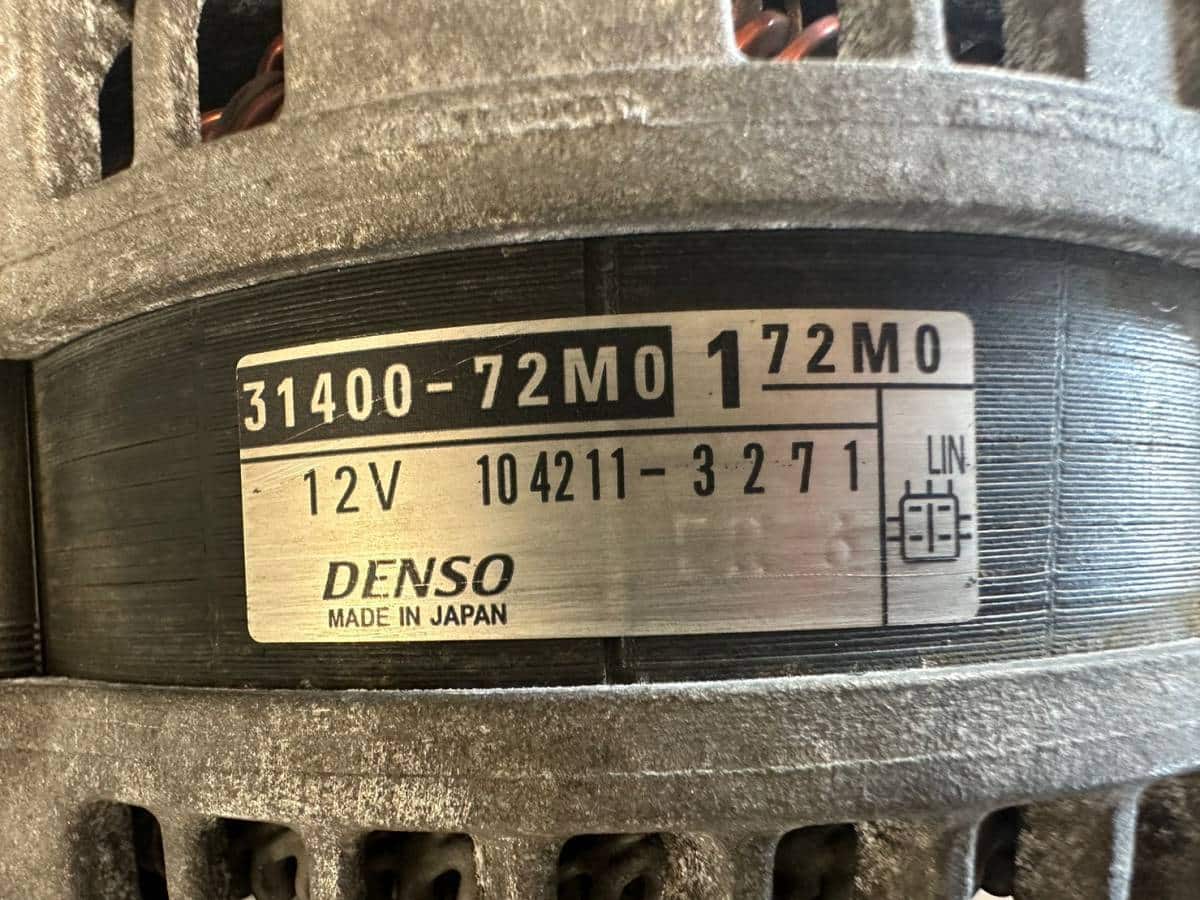 31400-72M0 1 72M0
12V 104211-3271
LIN
DENSO
MADE IN JAPAN